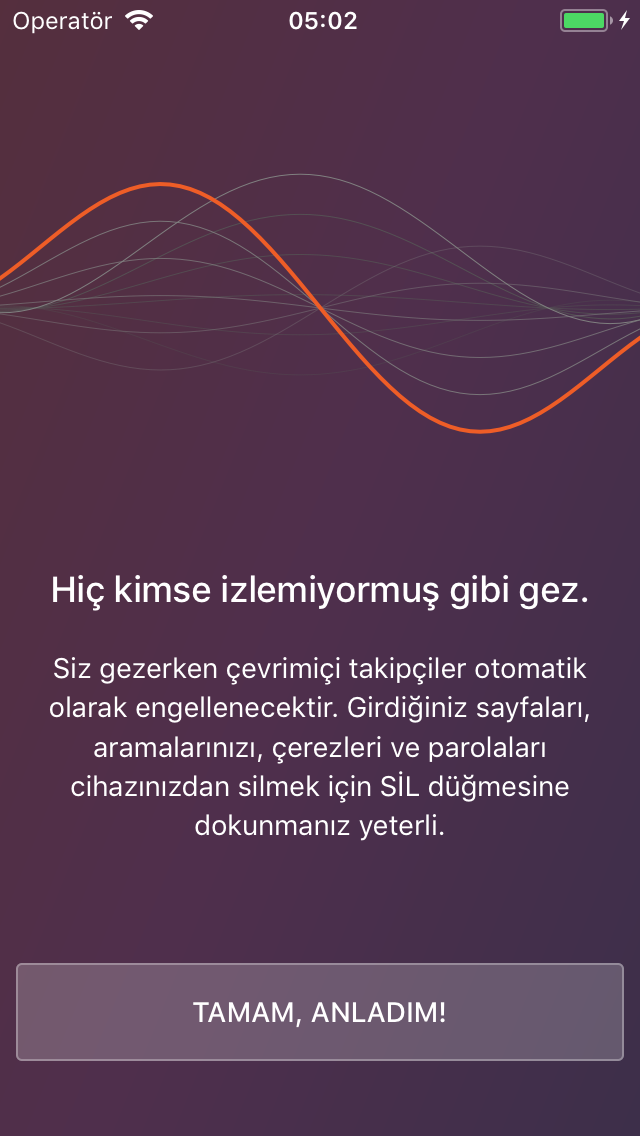 Operatör 05:02
Hiç kimse izlemiyormuş gibi gez.
Siz gezerken çevrimiçi takipçiler otomatik
olarak engellenecektir. Girdiğiniz sayfaları,
aramalarınızı, çerezleri ve parolaları
cihazınızdan silmek için SİL düğmesine
dokunmanız yeterli.
TAMAM, ANLADIM!